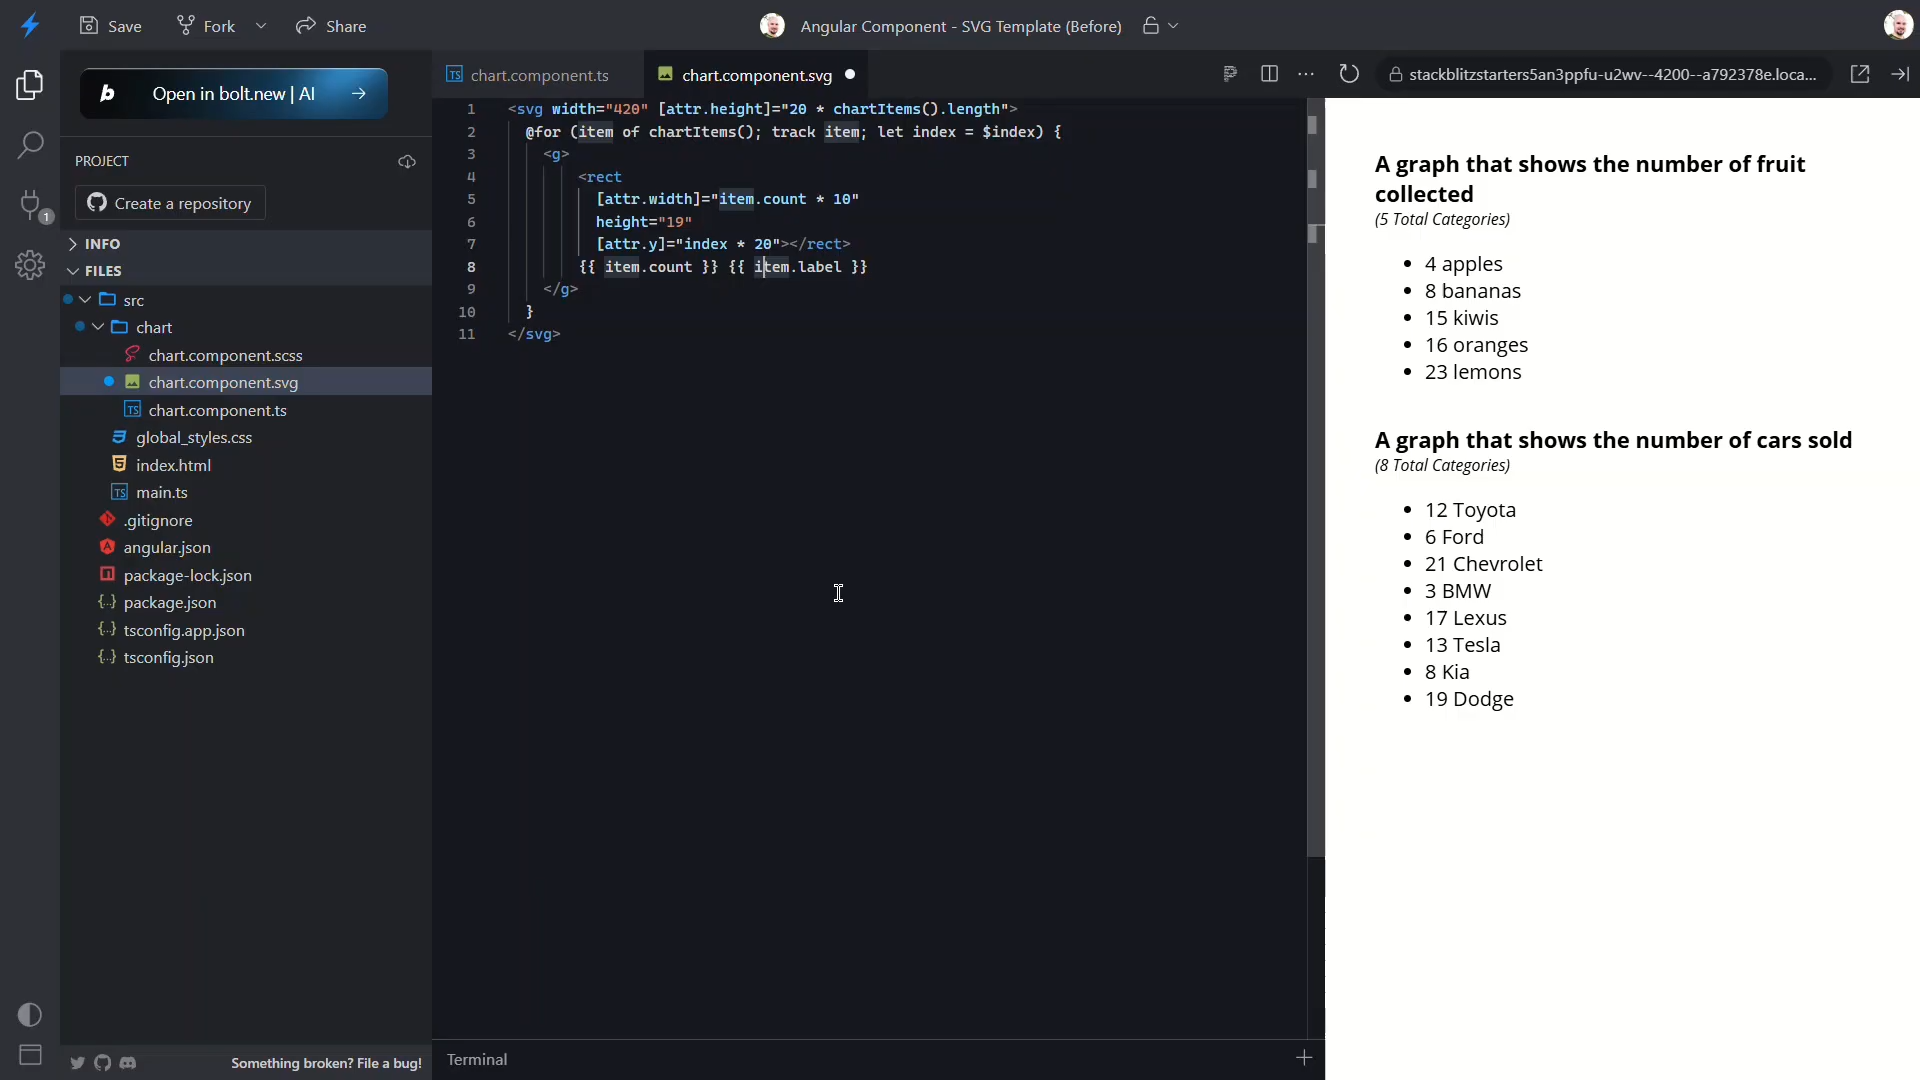 Save
Fork
Share
Angular Component - SVG Template (Before)
b Open in bolt.new | AI →
PROJECT
Create a repository
1
INFO
FILES
src
chart
chart.component.scss
chart.component.svg
TS chart.component.ts
global_styles.css
index.html
TS main.ts
.gitignore
angular.json
package-lock.json
{..} package.json
{..} tsconfig.app.json
{..} tsconfig.json
Something broken? File a bug!
TS chart.component.ts
chart.component.svg
1 <svg width="420" [attr.height]="20 * chartItems().length">
2 @for (item of chartItems(); track item; let index = $index) {
3 <g>
4 <rect
5 [attr.width]="item.count * 10"
6 height="19"
7 [attr.y]="index * 20"></rect>
8 {{ item.count }} {{ item.label }}
9 </g>
10 }
11 </svg>
Terminal
stackblitzstarters5an3ppfu-u2wv--4200--a792378e.loca...
A graph that shows the number of fruit
collected
(5 Total Categories)
• 4 apples
• 8 bananas
• 15 kiwis
• 16 oranges
• 23 lemons
A graph that shows the number of cars sold
(8 Total Categories)
• 12 Toyota
• 6 Ford
• 21 Chevrolet
• 3 BMW
• 17 Lexus
• 13 Tesla
• 8 Kia
• 19 Dodge